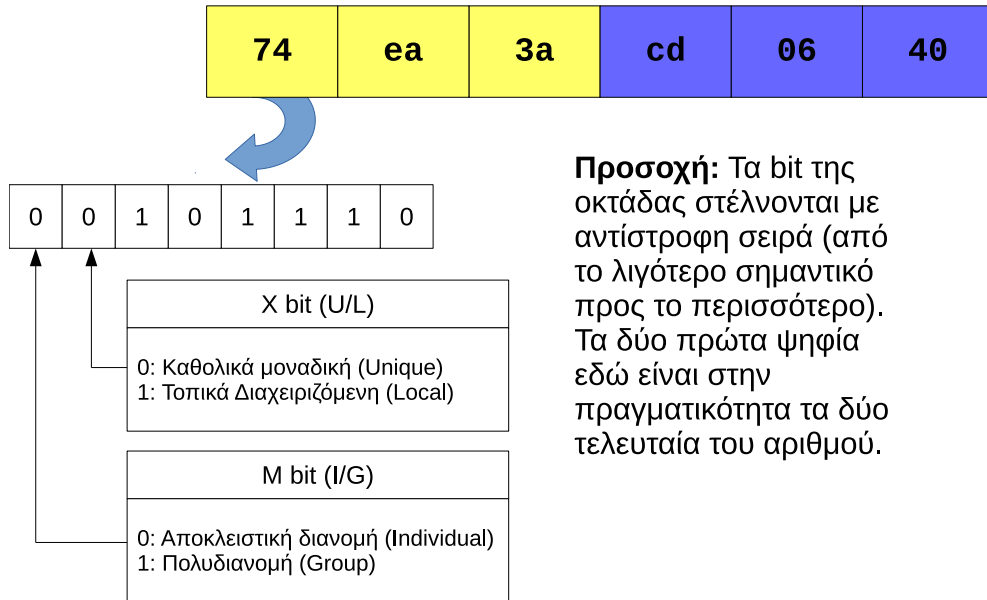 74 ea 3a cd 06 40
0 0 1 0 1 1 1 0
Προσοχή: Τα bit της
οκτάδας στέλνονται με
αντίστροφη σειρά (από
το λιγότερο σημαντικό
προς το περισσότερο).
Τα δύο πρώτα ψηφία
εδώ είναι στην
πραγματικότητα τα δύο
τελευταία του αριθμού.
X bit (U/L)
0: Καθολικά μοναδική (Unique)
1: Τοπικά Διαχειριζόμενη (Local)
M bit (I/G)
0: Αποκλειστική διανομή (Individual)
1: Πολυδιανομή (Group)